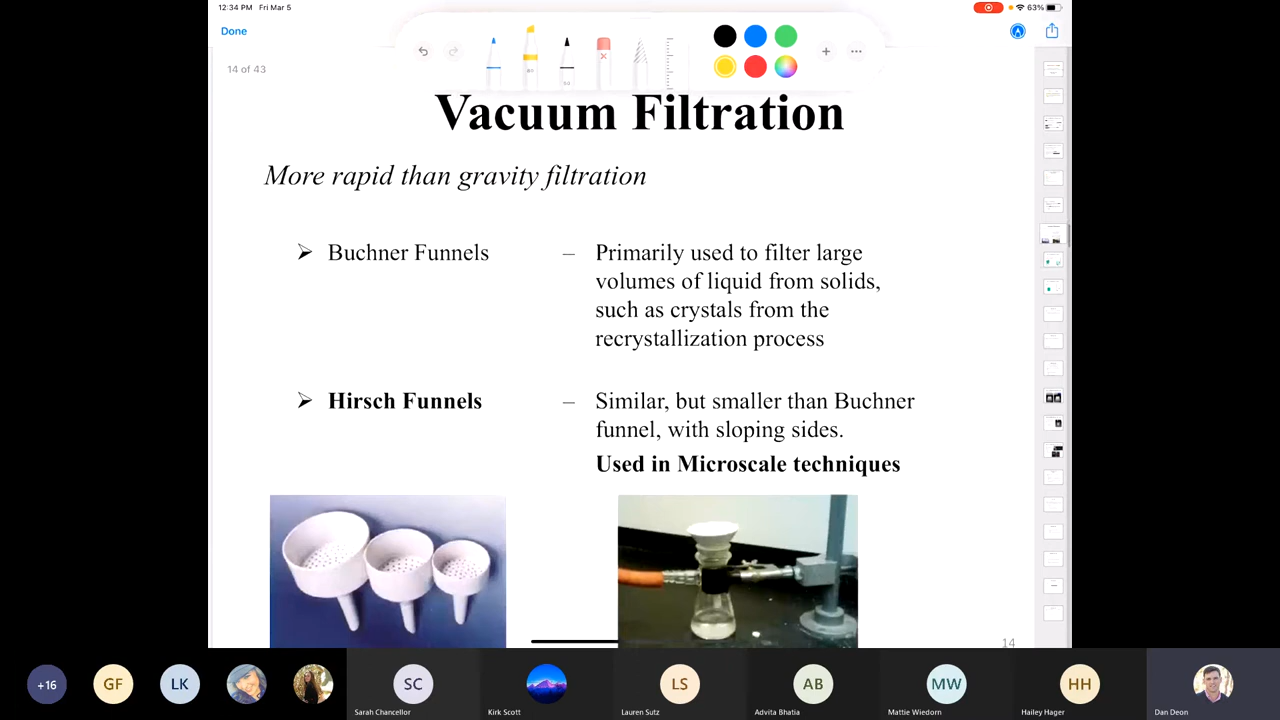 12:34 PM Fri Mar 5
63%
Done
14 of 43
Vacuum Filtration
More rapid than gravity filtration
➢ Buchner Funnels – Primarily used to filter large
volumes of liquid from solids,
such as crystals from the
recrystallization process
➢ Hirsch Funnels – Similar, but smaller than Buchner
funnel, with sloping sides.
Used in Microscale techniques
14
+16
GF
LK
SC
LS
AB
MW
HH
Sarah Chancellor
Kirk Scott
Lauren Sutz
Advita Bhatia
Mattie Wiedorn
Hailey Hager
Dan Deon